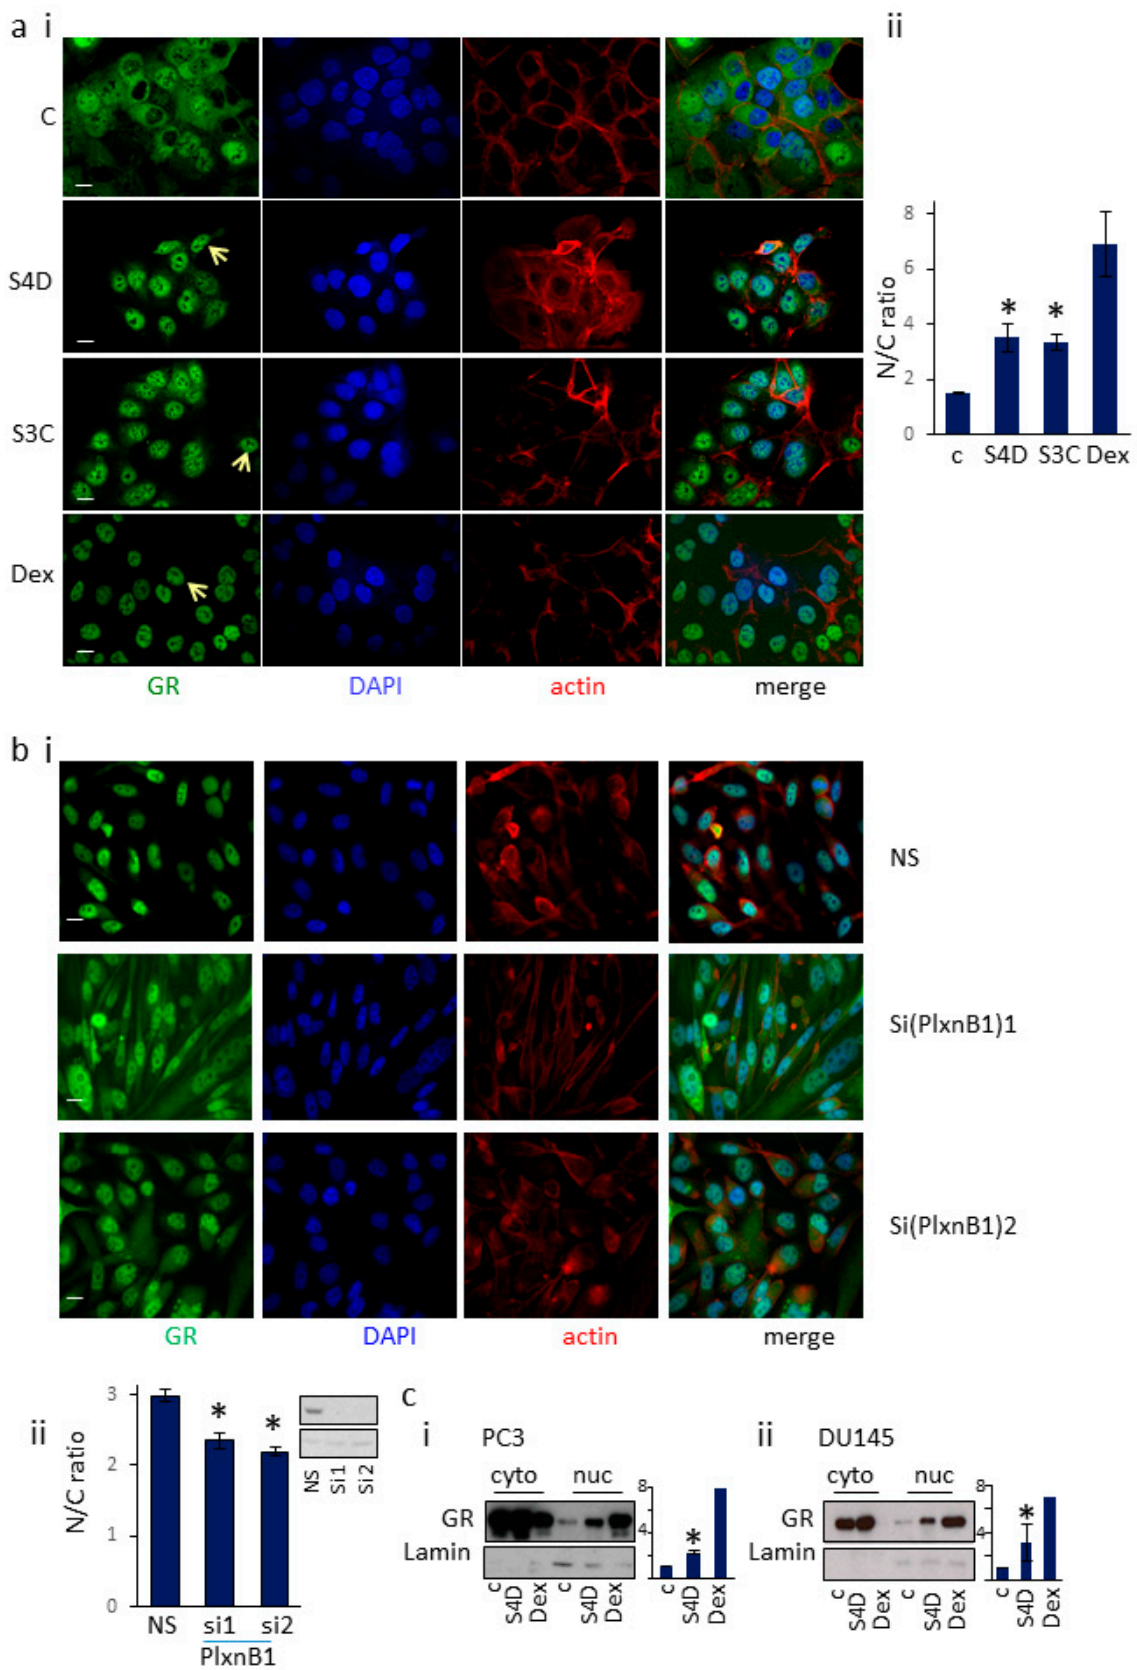 a i
ii
C
S4D
S3C
Dex
GR DAPI actin merge
N/C ratio
8
6
4
2
0
* *
c S4D S3C Dex
b i
NS
Si(PlxnB1)1
Si(PlxnB1)2
GR DAPI actin merge
ii
N/C ratio
3
2
1
0
* *
NS si1 si2
PlxnB1
NS Si1 Si2
c
i PC3
cyto nuc
GR
Lamin
c S4D Dex c S4D Dex
8
4
*
c S4D Dex
ii DU145
cyto nuc
GR
Lamin
c S4D Dex c S4D Dex
8
4
*
c S4D Dex